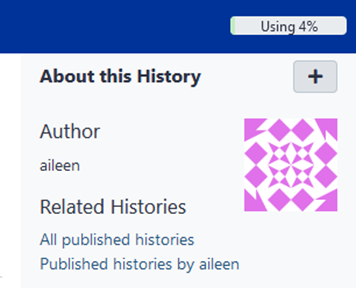 Using 4%
About this History
+
Author
aileen
Related Histories
All published histories
Published histories by aileen